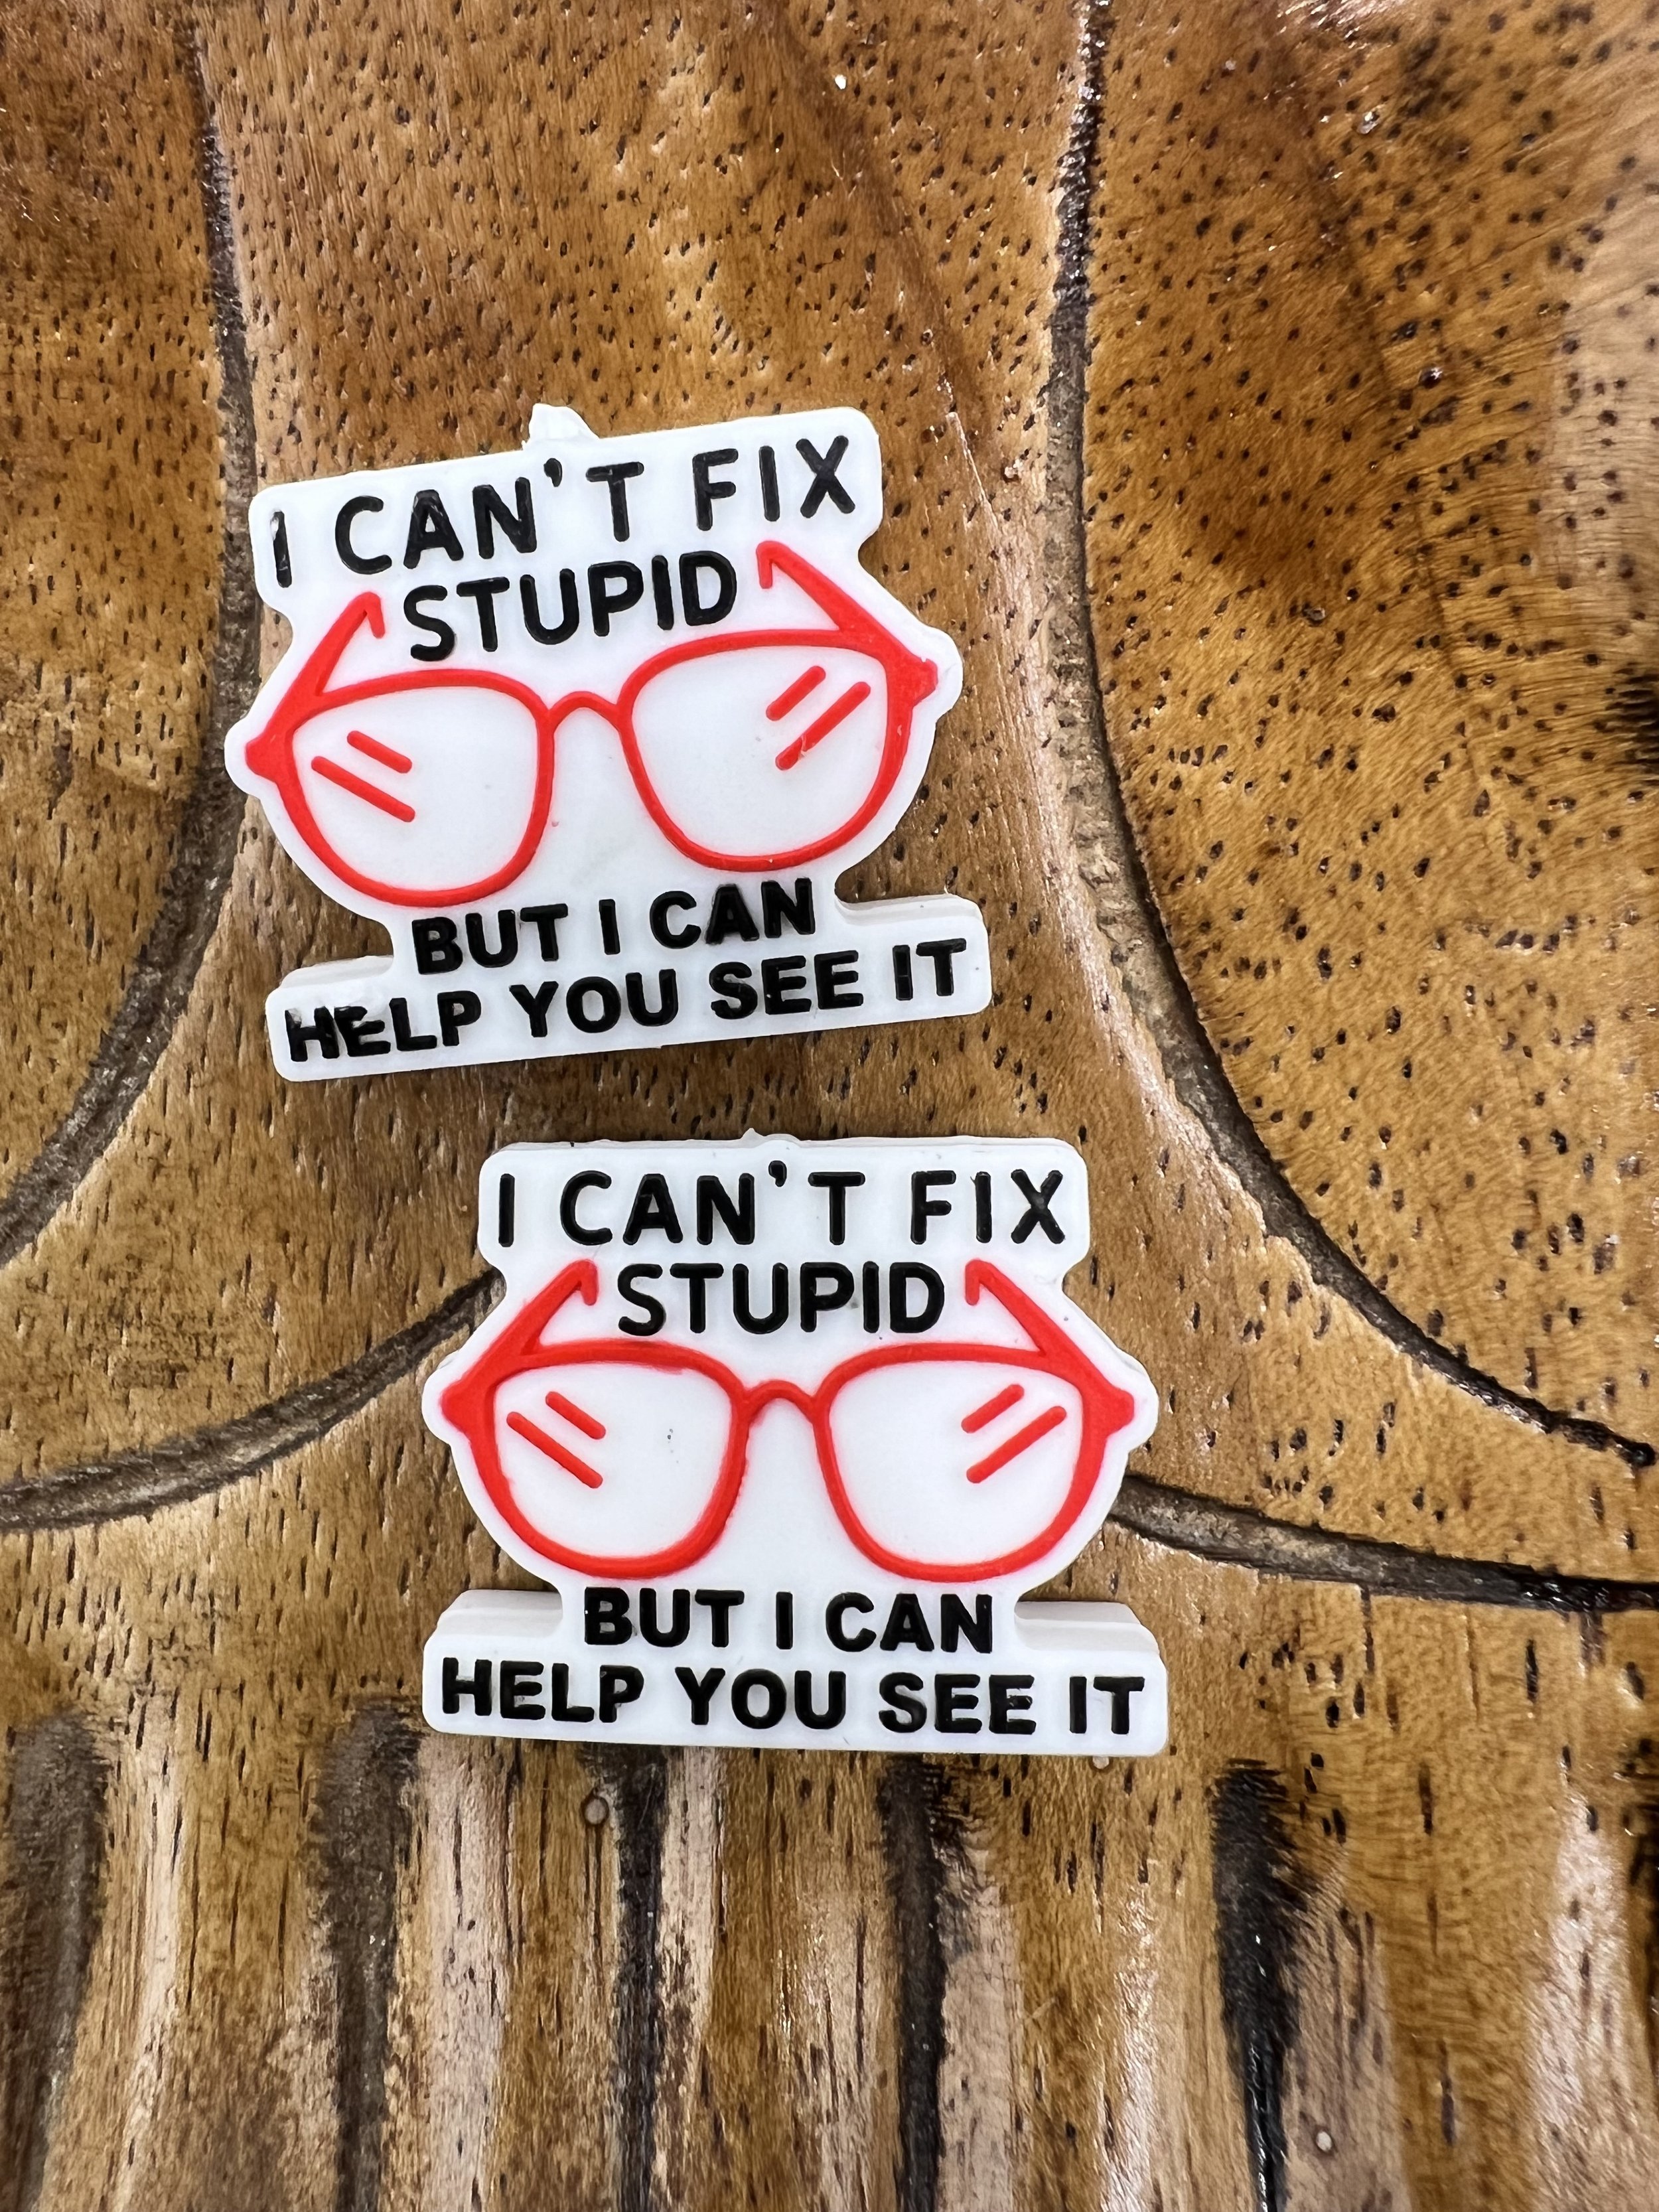 I CAN'T FIX
STUPID
BUT I CAN
HELP YOU SEE IT
I CAN'T FIX
STUPID
BUT I CAN
HELP YOU SEE IT